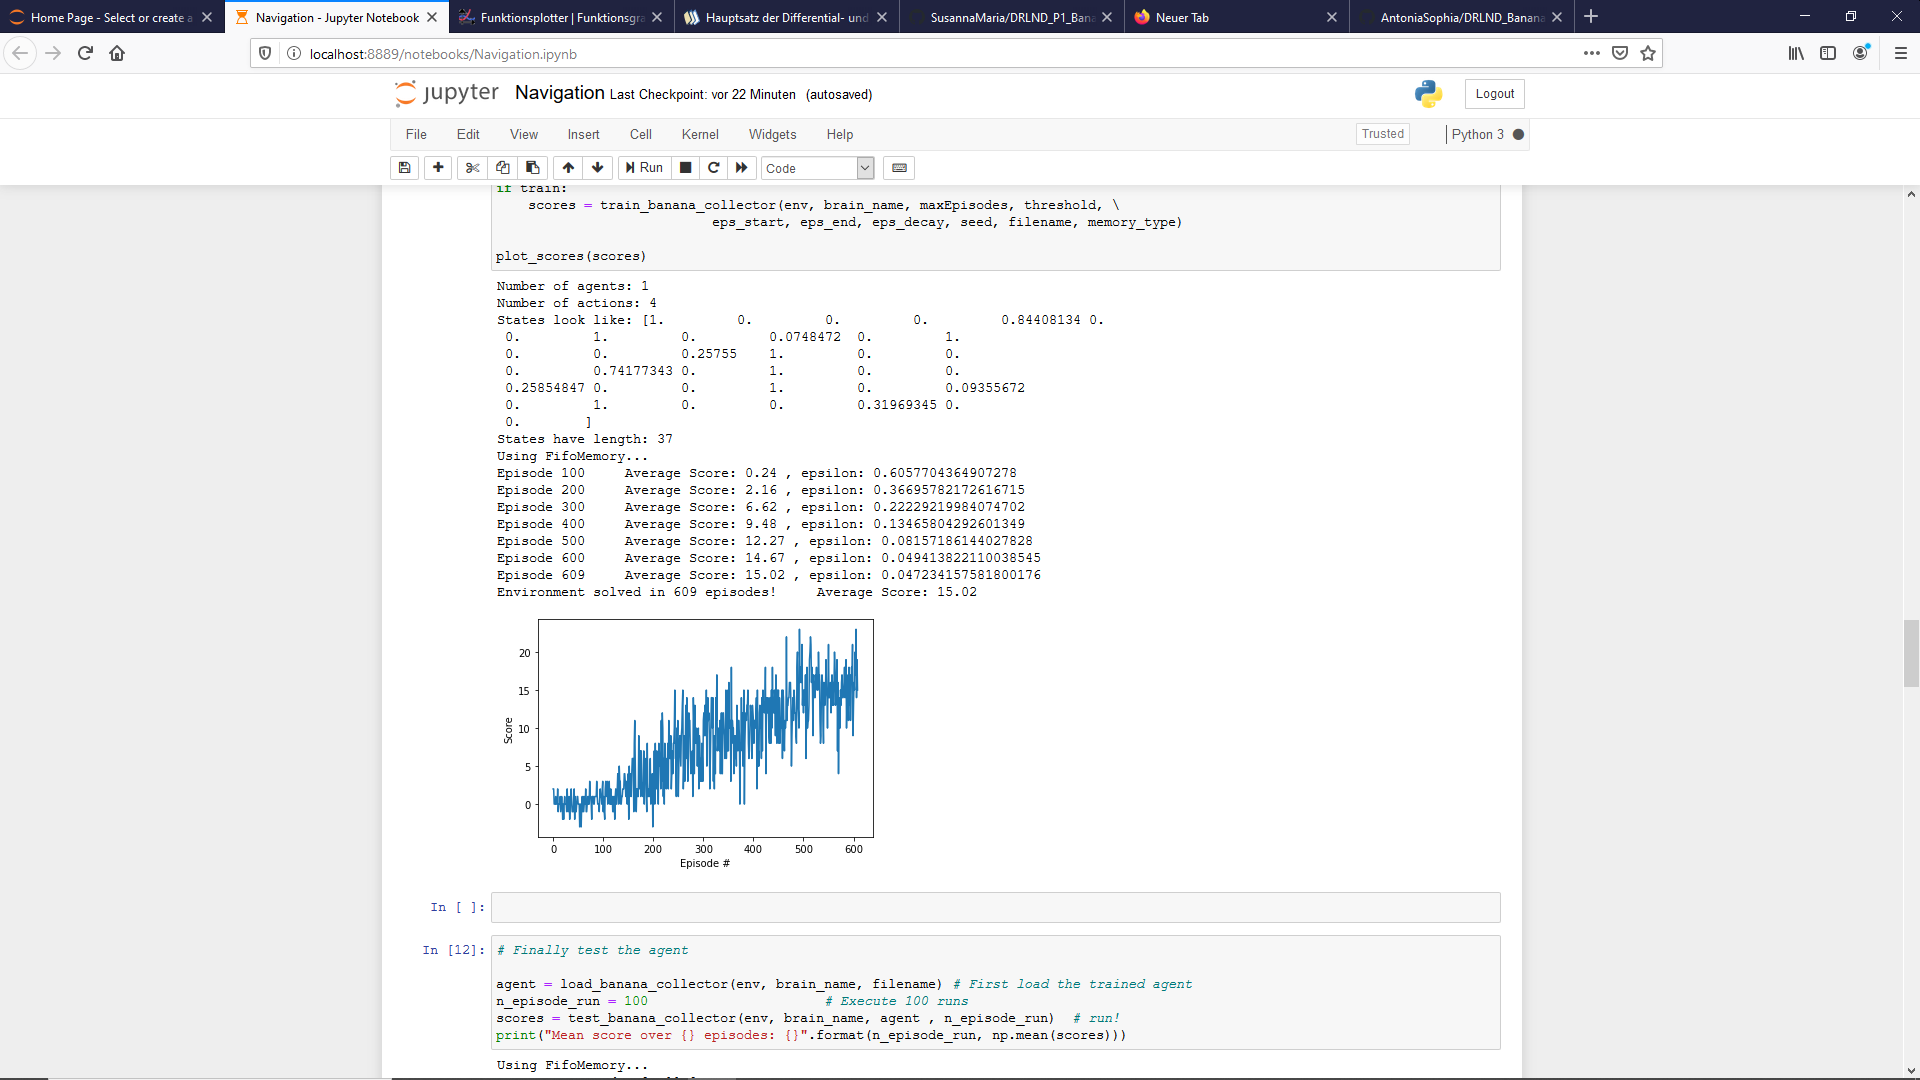 Home Page - Select or create a
Navigation - Jupyter Notebook
Funktionsplotter | Funktionsgra
Hauptsatz der Differential- und
SusannaMaria/DRLND_P1_Bana
Neuer Tab
AntoniaSophia/DRLND_Banana
localhost:8889/notebooks/Navigation.ipynb
jupyter Navigation Last Checkpoint: vor 22 Minuten (autosaved)
Logout
File Edit View Insert Cell Kernel Widgets Help
Trusted
Python 3
Run
Code
if train:
    scores = train_banana_collector(env, brain_name, maxEpisodes, threshold, \
                           eps_start, eps_end, eps_decay, seed, filename, memory_type)
plot_scores(scores)
Number of agents: 1
Number of actions: 4
States look like: [1.         0.         0.         0.         0.84408134 0.
 0.         1.         0.         0.0748472  0.         1.
 0.         0.         0.25755    1.         0.         0.
 0.         0.74177343 0.         1.         0.         0.
 0.25854847 0.         0.         1.         0.         0.09355672
 0.         1.         0.         0.         0.31969345 0.
 0.        ]
States have length: 37
Using FifoMemory...
Episode 100     Average Score: 0.24 , epsilon: 0.6057704364907278
Episode 200     Average Score: 2.16 , epsilon: 0.36695782172616715
Episode 300     Average Score: 6.62 , epsilon: 0.22229219984074702
Episode 400     Average Score: 9.48 , epsilon: 0.13465804292601349
Episode 500     Average Score: 12.27 , epsilon: 0.08157186144027828
Episode 600     Average Score: 14.67 , epsilon: 0.049413822110038545
Episode 609     Average Score: 15.02 , epsilon: 0.047234157581800176
Environment solved in 609 episodes!     Average Score: 15.02
20
15
10
5
0
Score
0 100 200 300 400 500 600
Episode #
In [ ]:
In [12]:
# Finally test the agent
agent = load_banana_collector(env, brain_name, filename) # First load the trained agent
n_episode_run = 100                      # Execute 100 runs
scores = test_banana_collector(env, brain_name, agent , n_episode_run)  # run!
print("Mean score over {} episodes: {}".format(n_episode_run, np.mean(scores)))
Using FifoMemory...